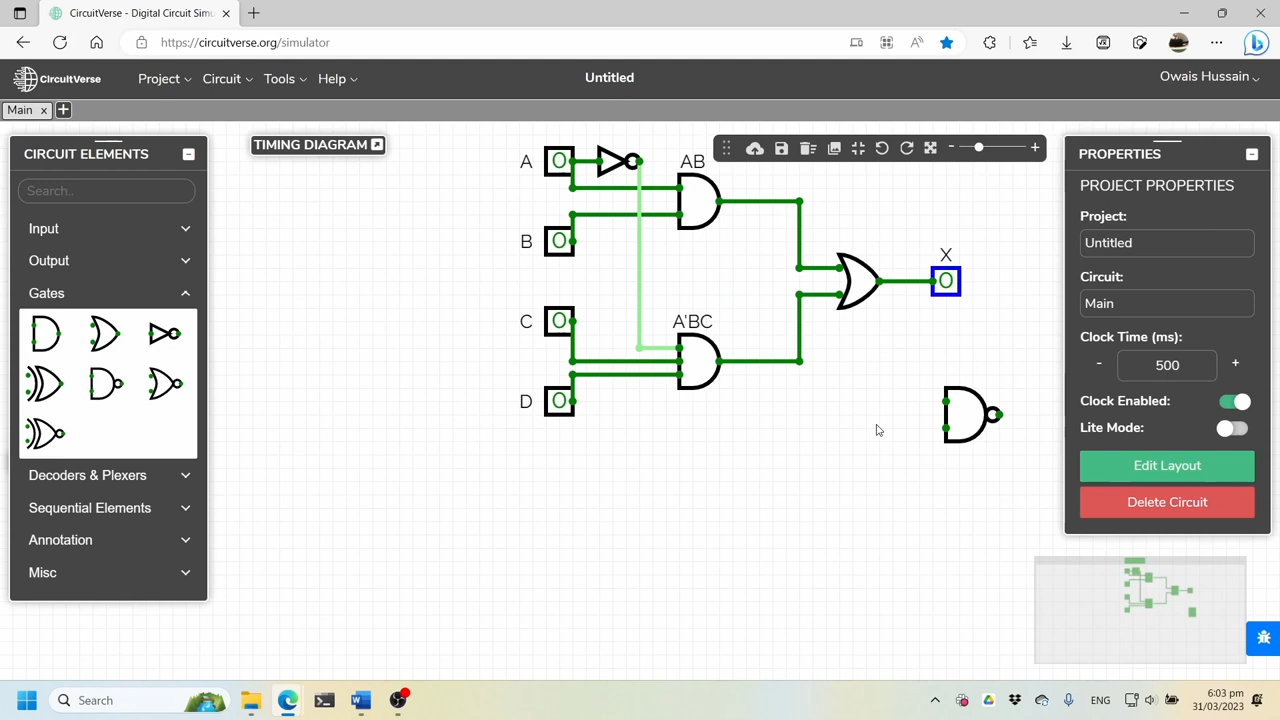 CircuitVerse - Digital Circuit Simu
https://circuitverse.org/simulator
CircuitVerse
Project
Circuit
Tools
Help
Untitled
Owais Hussain
Main x
CIRCUIT ELEMENTS
Search..
Input
Output
Gates
Decoders & Plexers
Sequential Elements
Annotation
Misc
TIMING DIAGRAM
A 0
AB
B 0
X
0
C 0
A'BC
D 0
PROPERTIES
PROJECT PROPERTIES
Project:
Untitled
Circuit:
Main
Clock Time (ms):
- 500 +
Clock Enabled:
Lite Mode:
Edit Layout
Delete Circuit
Search
ENG
6:03 pm
31/03/2023